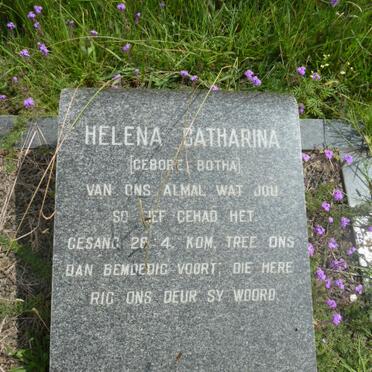 HELENA CATHARINA
(GEBORE BOTHA)
VAN ONS ALMAL WAT JOU
SO LIEF GEHAD HET.
GESANG 26:4. KOM, TREE ONS
DAN BEMOEDIG VOORT; DIE HERE
RIG ONS DEUR SY WOORD.